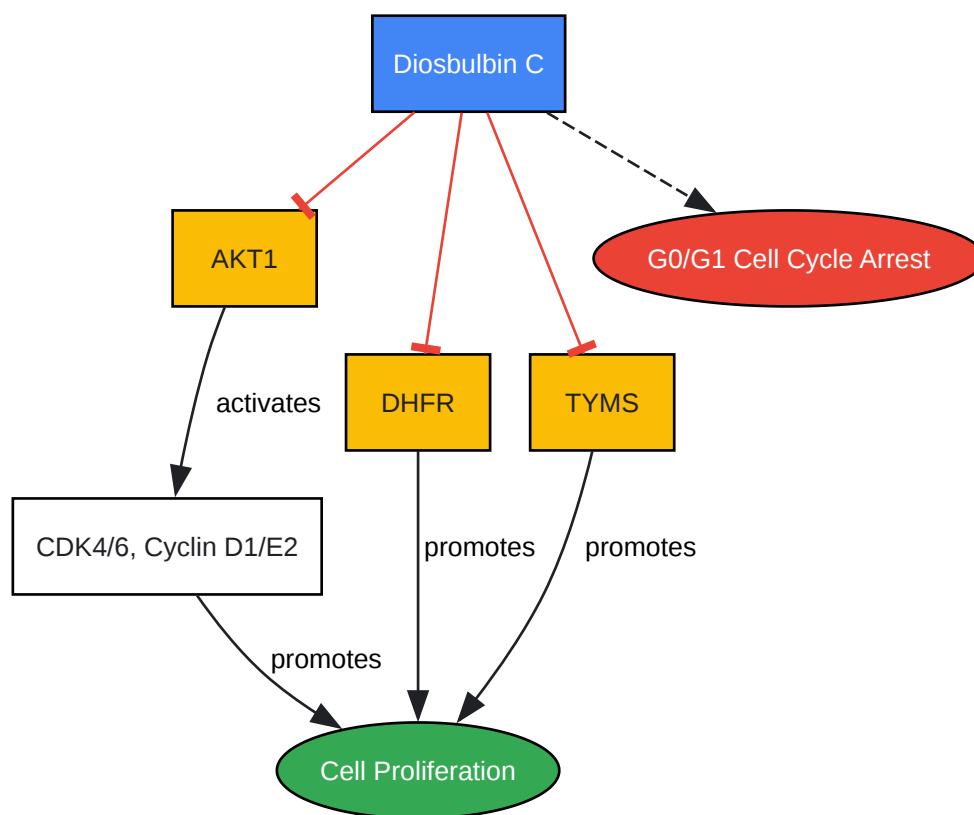 Diosbulbin C
AKT1
G0/G1 Cell Cycle Arrest
activates
DHFR
TYMS
CDK4/6, Cyclin D1/E2
promotes
promotes
promotes
Cell Proliferation